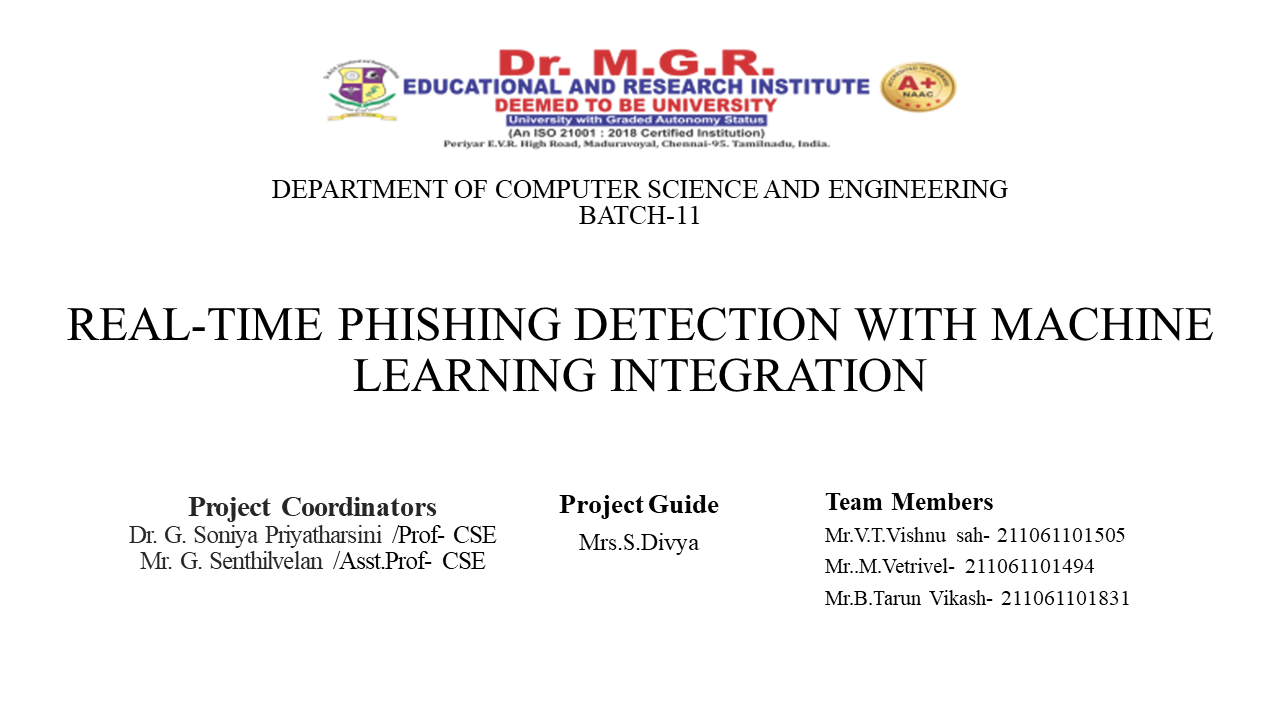 Dr. M.G.R.
EDUCATIONAL AND RESEARCH INSTITUTE
DEEMED TO BE UNIVERSITY
University with Graded Autonomy Status
(An ISO 21001 : 2018 Certified Institution)
Periyar E.V.R. High Road, Maduravoyal, Chennai-95. Tamilnadu, India.
ACCREDITED WITH GRADE
A+
NAAC
DEPARTMENT OF COMPUTER SCIENCE AND ENGINEERING
BATCH-11
REAL-TIME PHISHING DETECTION WITH MACHINE
LEARNING INTEGRATION
Project Coordinators
Dr. G. Soniya Priyatharsini /Prof- CSE
Mr. G. Senthilvelan /Asst.Prof- CSE
Project Guide
Mrs.S.Divya
Team Members
Mr.V.T.Vishnu sah- 211061101505
Mr..M.Vetrivel- 211061101494
Mr.B.Tarun Vikash- 211061101831